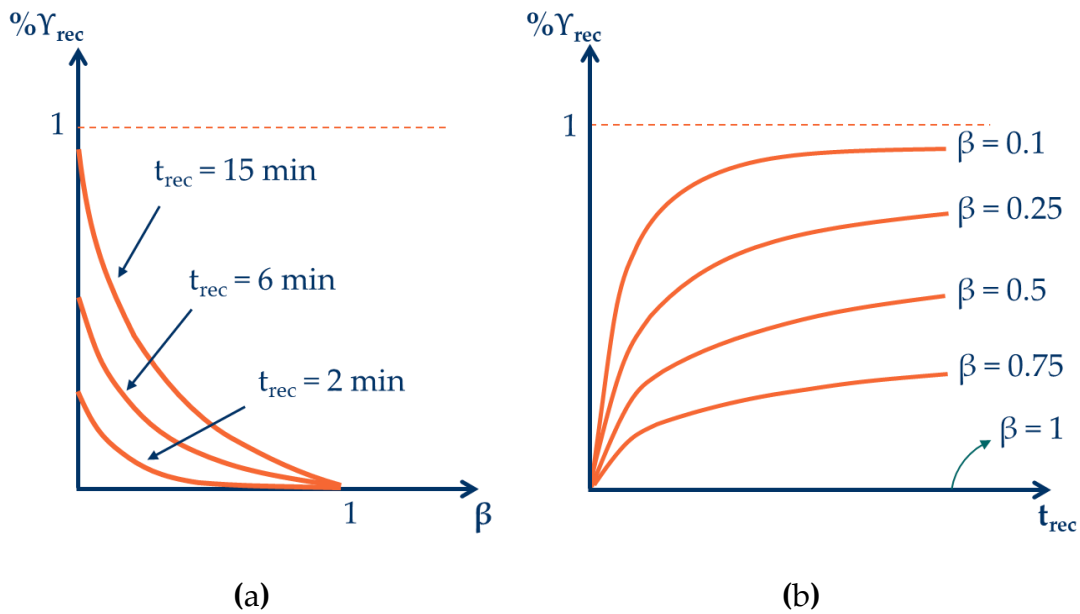 %ϒrec
1
trec = 15 min
trec = 6 min
trec = 2 min
1
β
(a)
%ϒrec
1
β = 0.1
β = 0.25
β = 0.5
β = 0.75
β = 1
trec
(b)